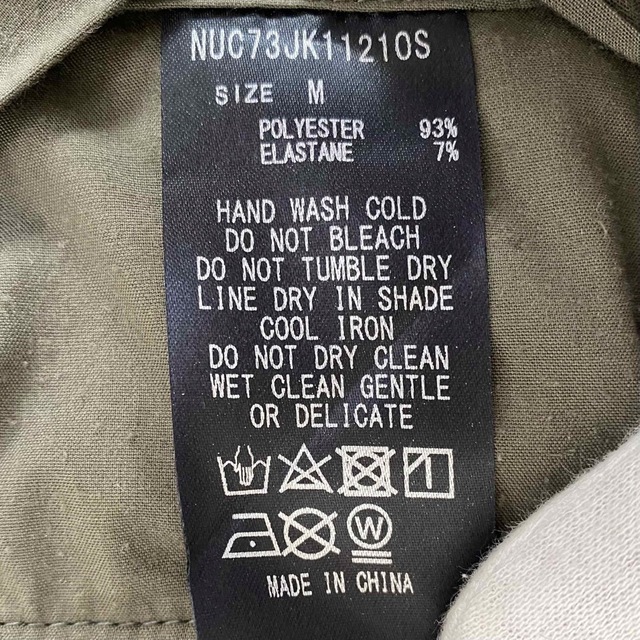 NUC73JK11210S
SIZE M
POLYESTER 93%
ELASTANE 7%
HAND WASH COLD
DO NOT BLEACH
DO NOT TUMBLE DRY
LINE DRY IN SHADE
COOL IRON
DO NOT DRY CLEAN
WET CLEAN GENTLE
OR DELICATE
W
MADE IN CHINA